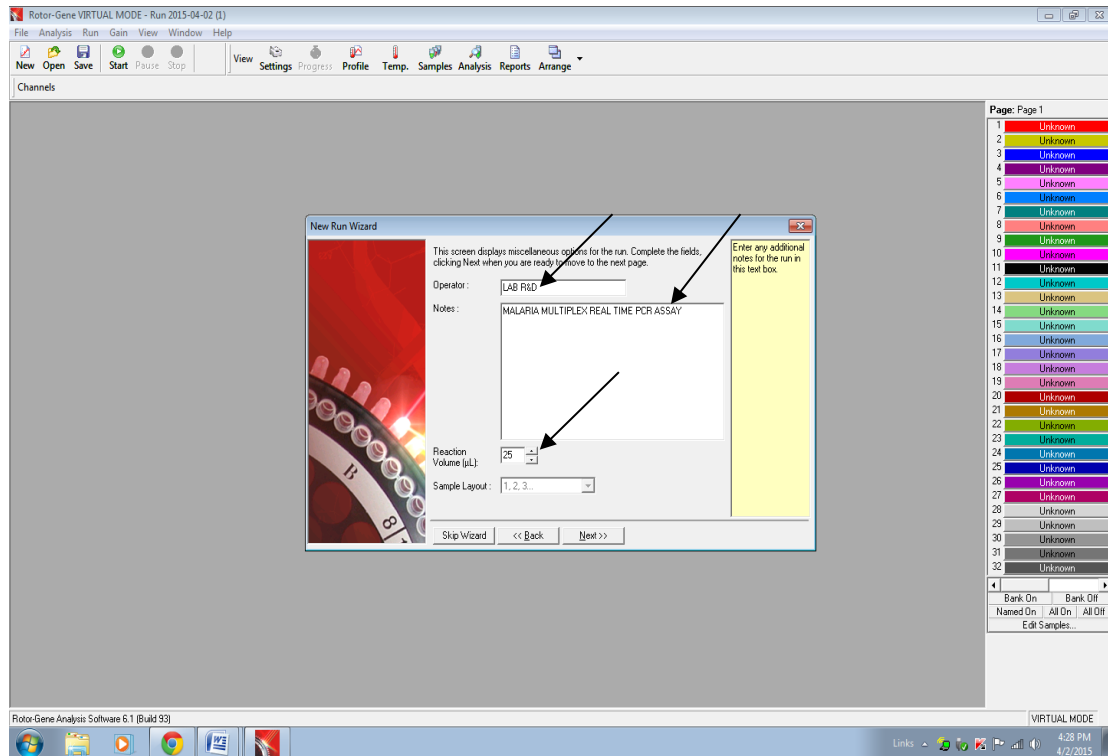 Rotor-Gene VIRTUAL MODE - Run 2015-04-02 (1)
File Analysis Run Gain View Window Help
New Open Save Start Pause Stop View Settings Progress Profile Temp. Samples Analysis Reports Arrange
Channels
Page: Page 1
1 Unknown
2 Unknown
3 Unknown
4 Unknown
5 Unknown
6 Unknown
7 Unknown
8 Unknown
9 Unknown
10 Unknown
11 Unknown
12 Unknown
13 Unknown
14 Unknown
15 Unknown
16 Unknown
17 Unknown
18 Unknown
19 Unknown
20 Unknown
21 Unknown
22 Unknown
23 Unknown
24 Unknown
25 Unknown
26 Unknown
27 Unknown
28 Unknown
29 Unknown
30 Unknown
31 Unknown
32 Unknown
Bank On Bank Off
Named On All On All Off
Edit Samples...
New Run Wizard
This screen displays miscellaneous options for the run. Complete the fields,
clicking Next when you are ready to move to the next page.
Operator : LAB R&D
Notes : MALARIA MULTIPLEX REAL TIME PCR ASSAY
Reaction
Volume (µL): 25
Sample Layout : 1, 2, 3...
Skip Wizard << Back Next >>
Enter any additional
notes for the run in
this text box.
B
8
Rotor-Gene Analysis Software 6.1 (Build 93)
VIRTUAL MODE
Links
4:28 PM
4/2/2015